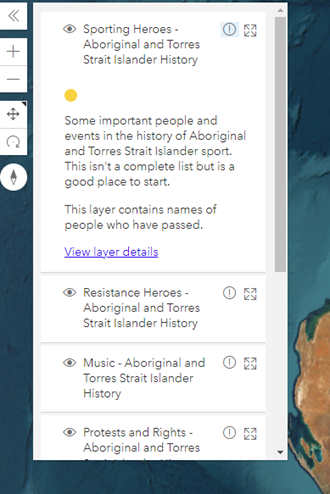 Sporting Heroes -
Aboriginal and Torres
Strait Islander History
Some important people and
events in the history of Aboriginal
and Torres Strait Islander sport.
This isn't a complete list but is a
good place to start.
This layer contains names of
people who have passed.
View layer details
Resistance Heroes -
Aboriginal and Torres
Strait Islander History
Music - Aboriginal and
Torres Strait Islander
History
Protests and Rights -
Aboriginal and Torres